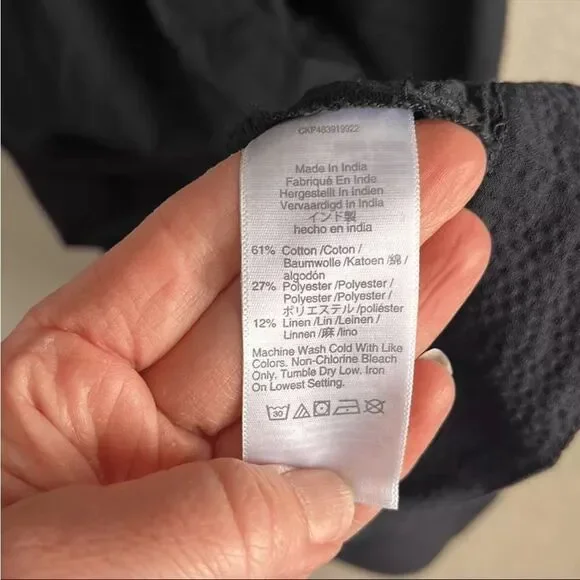 CKP483919922
Made In India
Fabriqué En Inde
Hergestellt In Indien
Vervaardigd in India
インド製
hecho en india
61% Cotton /Coton /
Baumwolle /Katoen /綿 /
algodón
27% Polyester /Polyester /
Polyester /Polyester /
ポリエステル /poliéster
12% Linen /Lin /Leinen /
Linnen /麻 /lino
Machine Wash Cold With Like
Colors. Non-Chlorine Bleach
Only. Tumble Dry Low. Iron
On Lowest Setting.
30